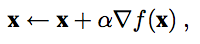 x ← x + α∇f(x) ,